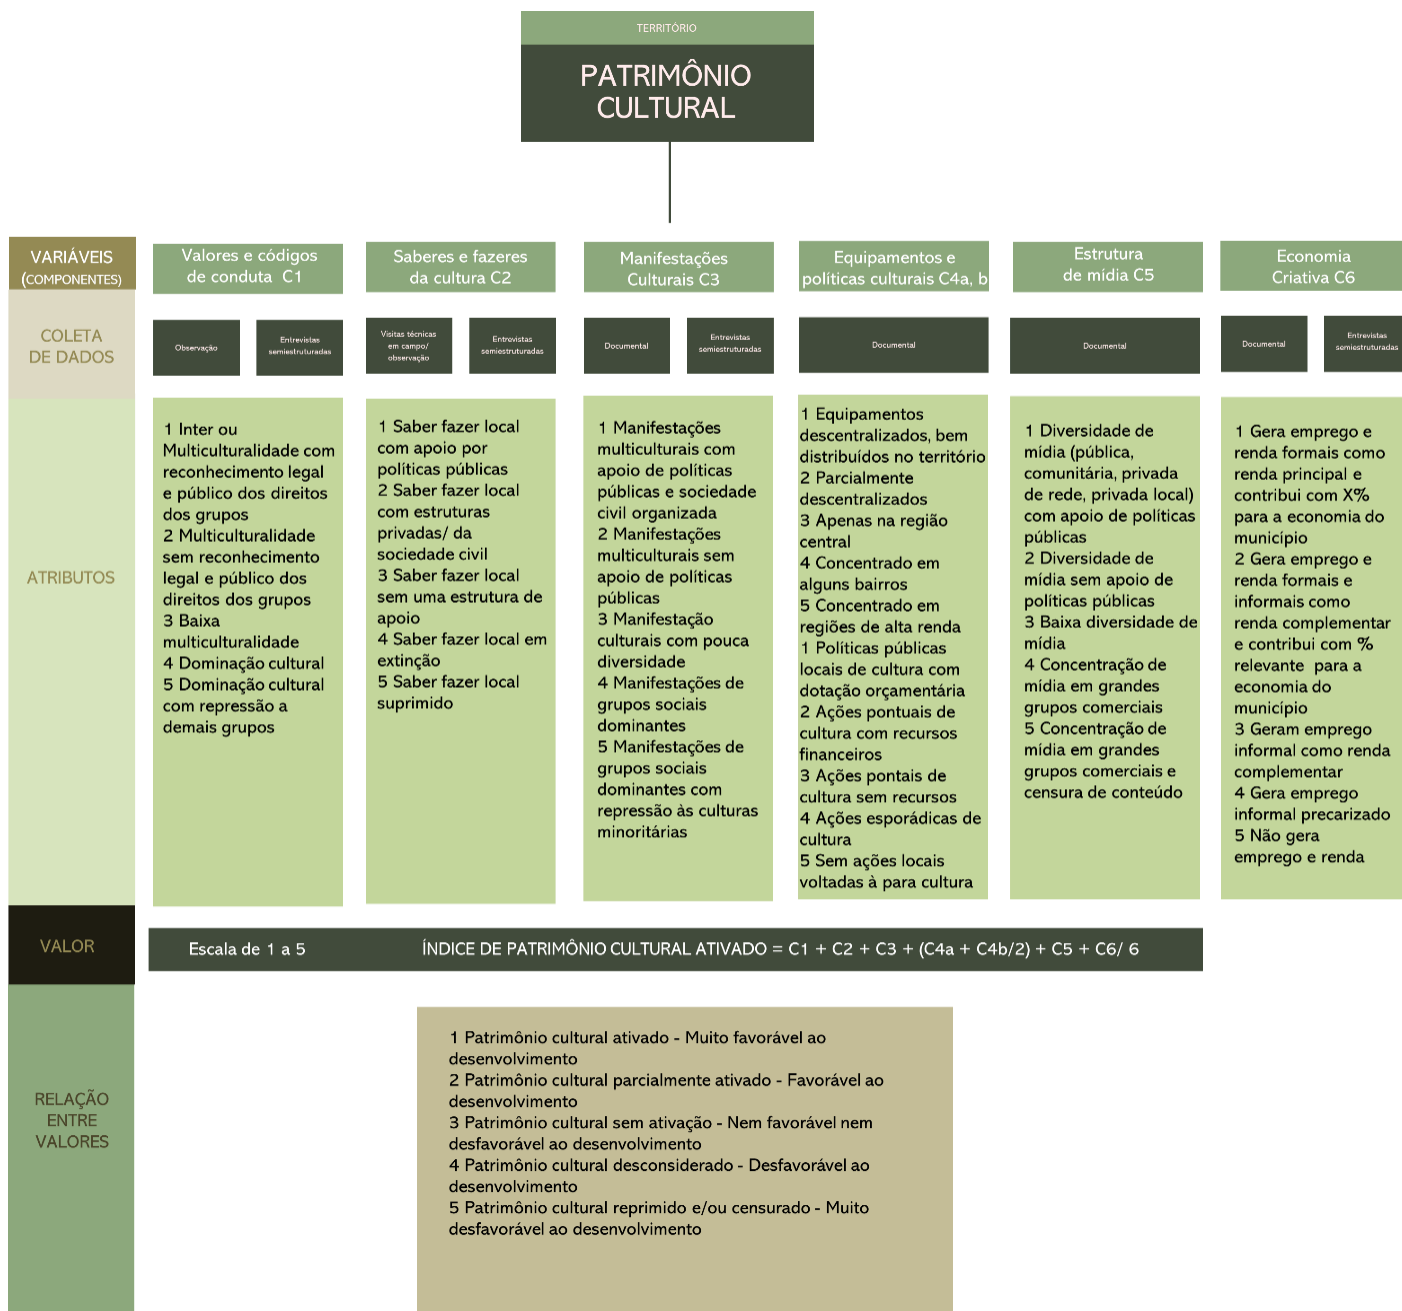 TERRITÓRIO
PATRIMÔNIO
CULTURAL
VARIÁVEIS
(COMPONENTES)
Valores e códigos
de conduta C1
Saberes e fazeres
da cultura C2
Manifestações
Culturais C3
Equipamentos e
políticas culturais C4a, b
Estrutura
de mídia C5
Economia
Criativa C6
COLETA
DE DADOS
Observação
Entrevistas
semiestruturadas
Visitas técnicas
em campo/
observação
Entrevistas
semiestruturadas
Documental
Entrevistas
semiestruturadas
Documental
Documental
Documental
Entrevistas
semiestruturadas
ATRIBUTOS
1 Inter ou
Multiculturalidade com
reconhecimento legal
e público dos direitos
dos grupos
2 Multiculturalidade
sem reconhecimento
legal e público dos
direitos dos grupos
3 Baixa
multiculturalidade
4 Dominação cultural
5 Dominação cultural
com repressão a
demais grupos
1 Saber fazer local
com apoio por
políticas públicas
2 Saber fazer local
com estruturas
privadas/ da
sociedade civil
3 Saber fazer local
sem uma estrutura de
apoio
4 Saber fazer local em
extinção
5 Saber fazer local
suprimido
1 Manifestações
multiculturais com
apoio de políticas
públicas e sociedade
civil organizada
2 Manifestações
multiculturais sem
apoio de políticas
públicas
3 Manifestação
culturais com pouca
diversidade
4 Manifestações de
grupos sociais
dominantes
5 Manifestações de
grupos sociais
dominantes com
repressão às culturas
minoritárias
1 Equipamentos
descentralizados, bem
distribuídos no território
2 Parcialmente
descentralizados
3 Apenas na região
central
4 Concentrado em
alguns bairros
5 Concentrado em
regiões de alta renda
1 Políticas públicas
locais de cultura com
dotação orçamentária
2 Ações pontuais de
cultura com recursos
financeiros
3 Ações pontais de
cultura sem recursos
4 Ações esporádicas de
cultura
5 Sem ações locais
voltadas à para cultura
1 Diversidade de
mídia (pública,
comunitária, privada
de rede, privada local)
com apoio de políticas
públicas
2 Diversidade de
mídia sem apoio de
políticas públicas
3 Baixa diversidade de
mídia
4 Concentração de
mídia em grandes
grupos comerciais
5 Concentração de
mídia em grandes
grupos comerciais e
censura de conteúdo
1 Gera emprego e
renda formais como
renda principal e
contribui com X%
para a economia do
município
2 Gera emprego e
renda formais e
informais como
renda complementar
e contribui com %
relevante para a
economia do
município
3 Geram emprego
informal como renda
complementar
4 Gera emprego
informal precarizado
5 Não gera
emprego e renda
VALOR
Escala de 1 a 5
ÍNDICE DE PATRIMÔNIO CULTURAL ATIVADO = C1 + C2 + C3 + (C4a + C4b/2) + C5 + C6/ 6
RELAÇÃO
ENTRE
VALORES
1 Patrimônio cultural ativado - Muito favorável ao
desenvolvimento
2 Patrimônio cultural parcialmente ativado - Favorável ao
desenvolvimento
3 Patrimônio cultural sem ativação - Nem favorável nem
desfavorável ao desenvolvimento
4 Patrimônio cultural desconsiderado - Desfavorável ao
desenvolvimento
5 Patrimônio cultural reprimido e/ou censurado - Muito
desfavorável ao desenvolvimento